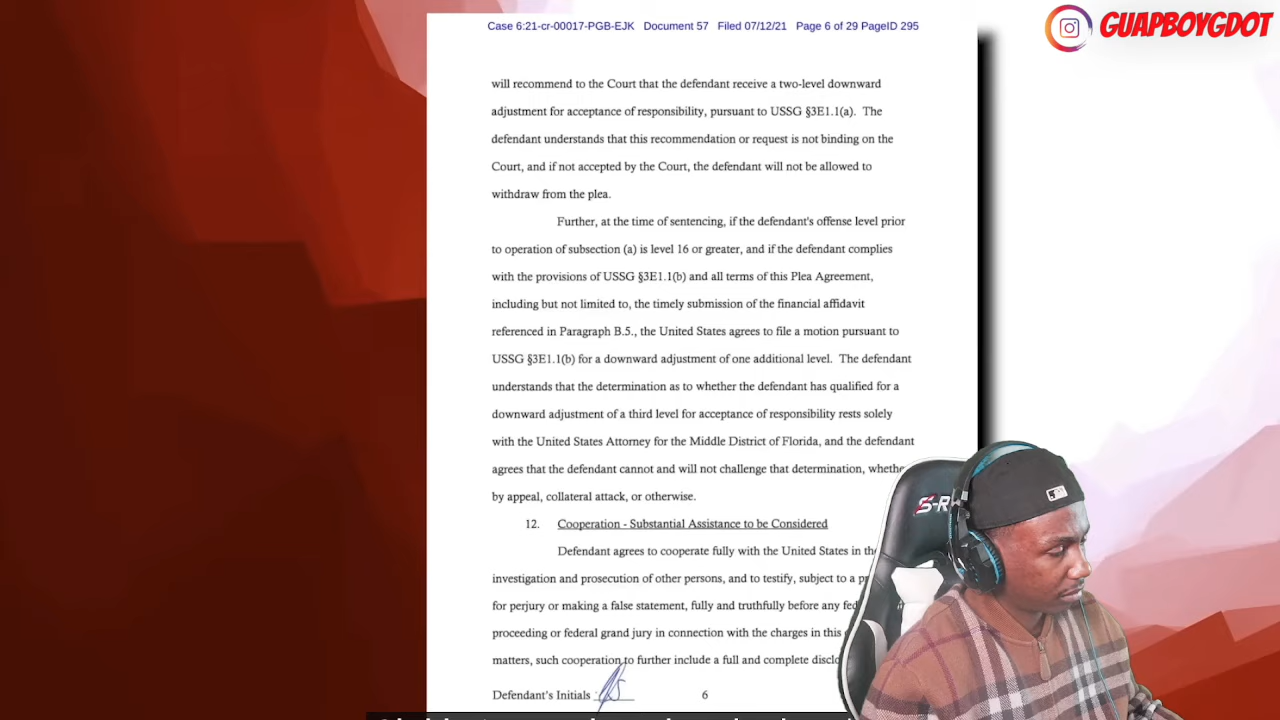 Case 6:21-cr-00017-PGB-EJK Document 57 Filed 07/12/21 Page 6 of 29 PageID 295
GUAPBOYGDOT
will recommend to the Court that the defendant receive a two-level downward
adjustment for acceptance of responsibility, pursuant to USSG §3E1.1(a). The
defendant understands that this recommendation or request is not binding on the
Court, and if not accepted by the Court, the defendant will not be allowed to
withdraw from the plea.
Further, at the time of sentencing, if the defendant's offense level prior
to operation of subsection (a) is level 16 or greater, and if the defendant complies
with the provisions of USSG §3E1.1(b) and all terms of this Plea Agreement,
including but not limited to, the timely submission of the financial affidavit
referenced in Paragraph B.5., the United States agrees to file a motion pursuant to
USSG §3E1.1(b) for a downward adjustment of one additional level. The defendant
understands that the determination as to whether the defendant has qualified for a
downward adjustment of a third level for acceptance of responsibility rests solely
with the United States Attorney for the Middle District of Florida, and the defendant
agrees that the defendant cannot and will not challenge that determination,
by appeal, collateral attack, or otherwise.
12. Cooperation - Substantial Assistance to be Considered
Defendant agrees to cooperate fully with the United States in
investigation and prosecution of other persons, and to testify, subject to a
for perjury or making a false statement, fully and truthfully before any
proceeding or federal grand jury in connection with the charges in this
matters, such cooperation to further include a full and complete
Defendant's Initials 6